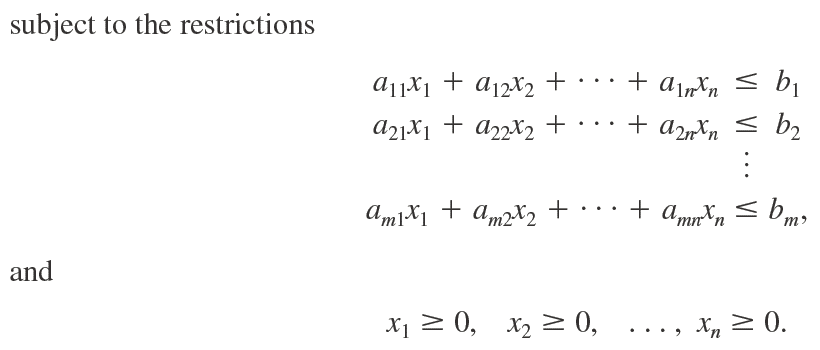 subject to the restrictions
a₁₁x₁ + a₁₂x₂ + · · · + a₁ₙxₙ ≤ b₁
a₂₁x₁ + a₂₂x₂ + · · · + a₂ₙxₙ ≤ b₂
⋮
aₘ₁x₁ + aₘ₂x₂ + · · · + aₘₙxₙ ≤ bₘ,
and
x₁ ≥ 0, x₂ ≥ 0, . . . , xₙ ≥ 0.